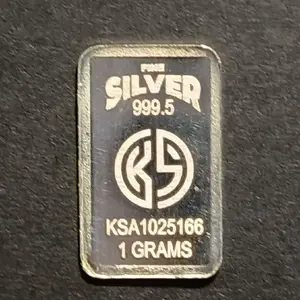 FINE
SILVER
999.5
KS
KSA1025166
1 GRAMS